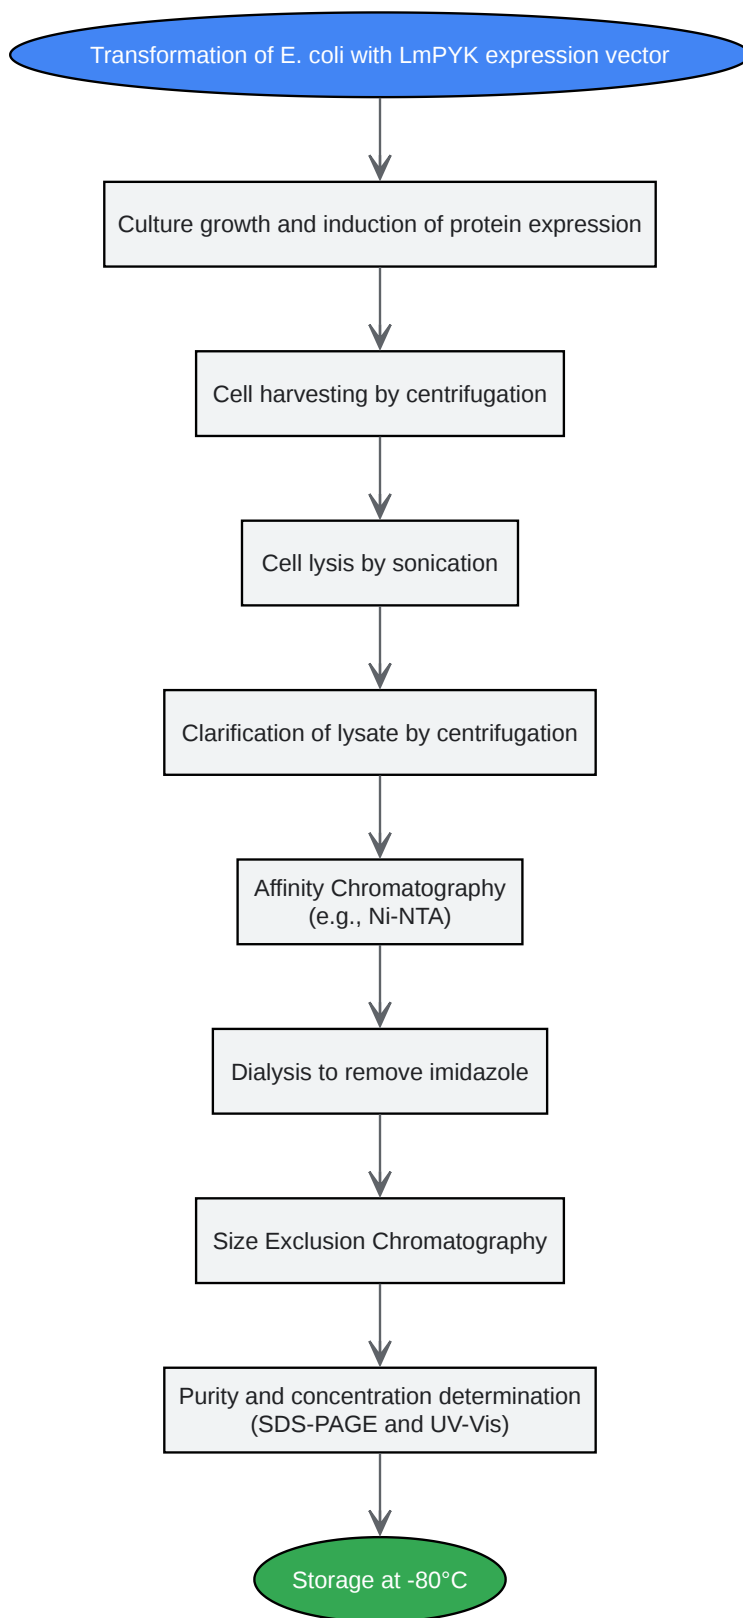 Transformation of E. coli with LmPYK expression vector
Culture growth and induction of protein expression
Cell harvesting by centrifugation
Cell lysis by sonication
Clarification of lysate by centrifugation
Affinity Chromatography
(e.g., Ni-NTA)
Dialysis to remove imidazole
Size Exclusion Chromatography
Purity and concentration determination
(SDS-PAGE and UV-Vis)
Storage at -80°C